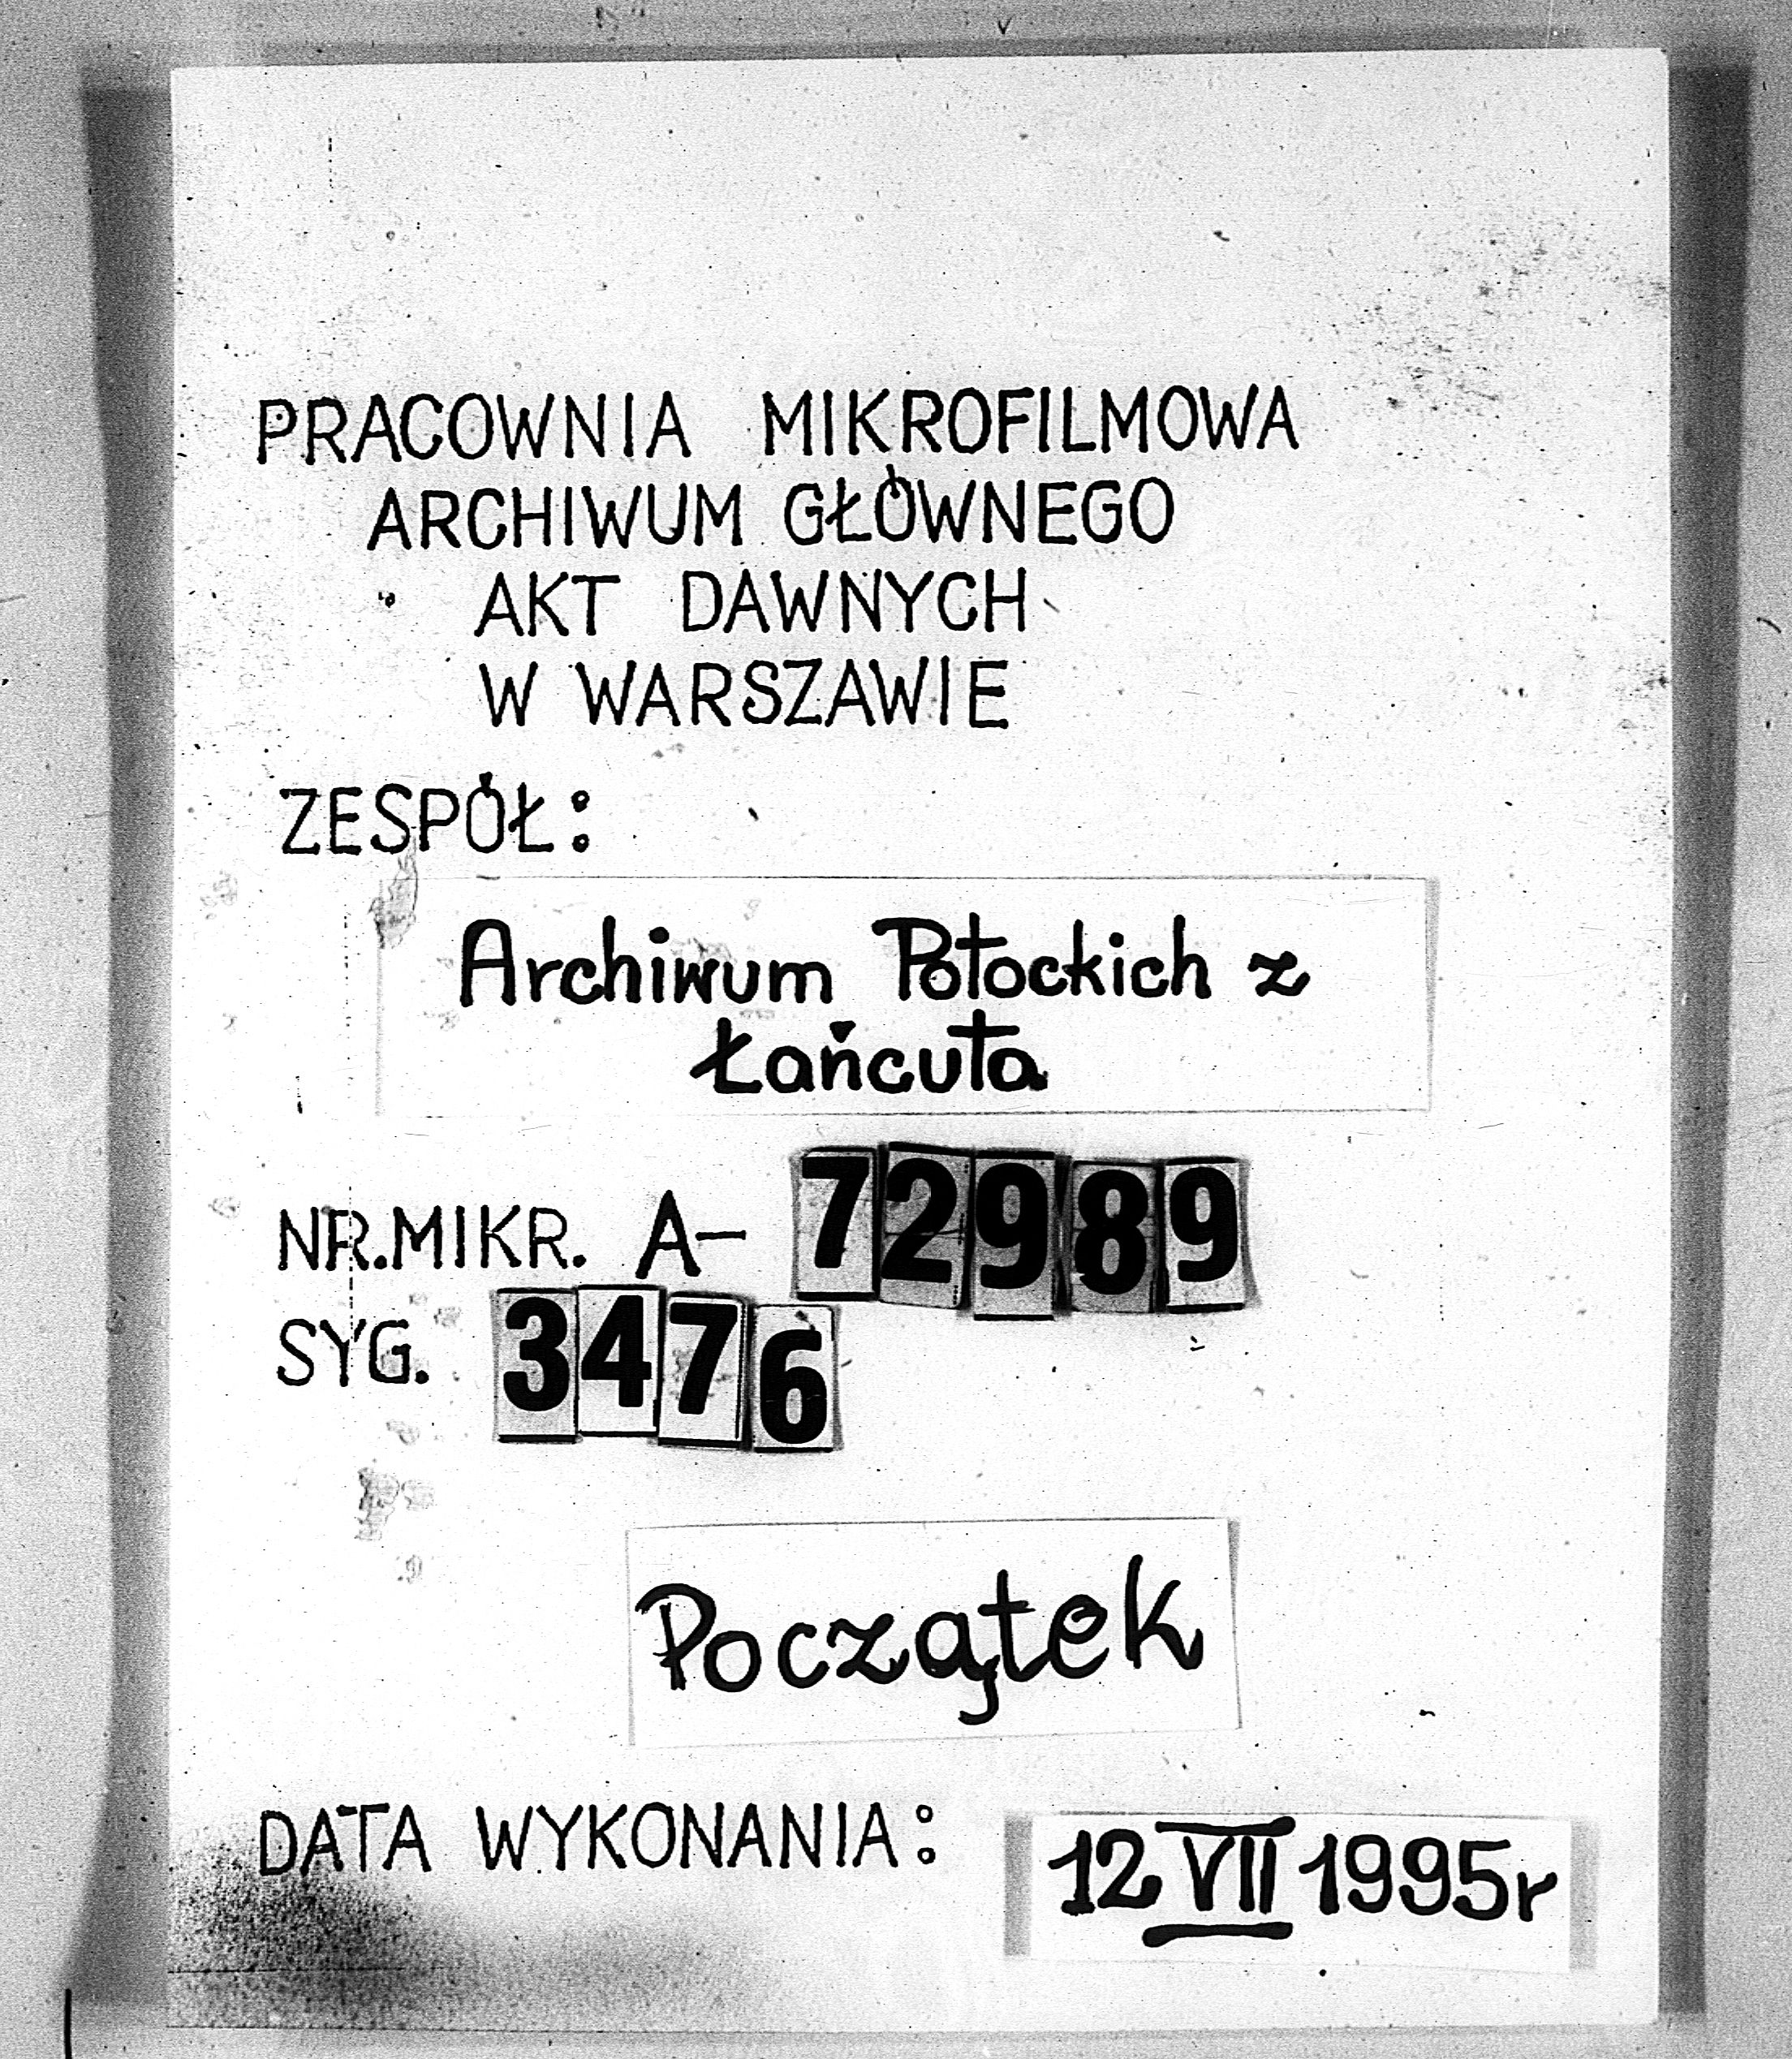 PRACOWNIA MIKROFILMOWA
ARCHIWUM GŁÓWNEGO
AKT DAWNYCH
W WARSZAWIE
ZESPÓŁ:
Archiwum Potockich z
Łańcuta
NR.MIKR. A- 72989
SYG. 3476
Początek
DATA WYKONANIA: 12 VII 1995r